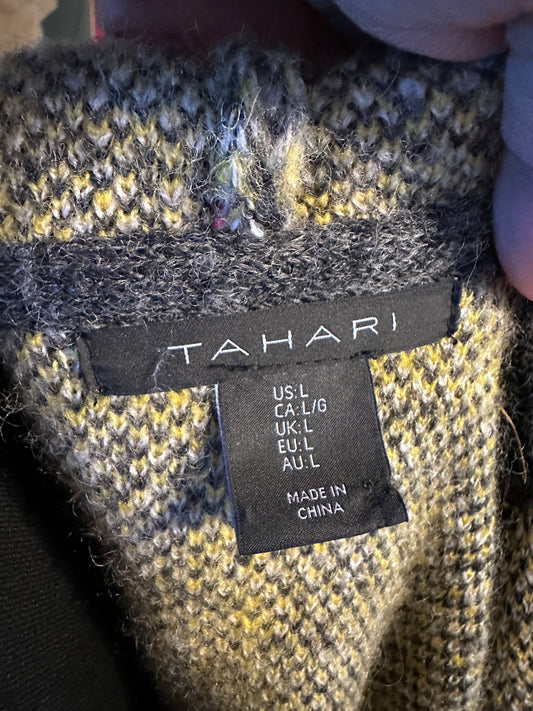 TAHARI
US:L
CA:L/G
UK:L
EU:L
AU:L
MADE IN
CHINA